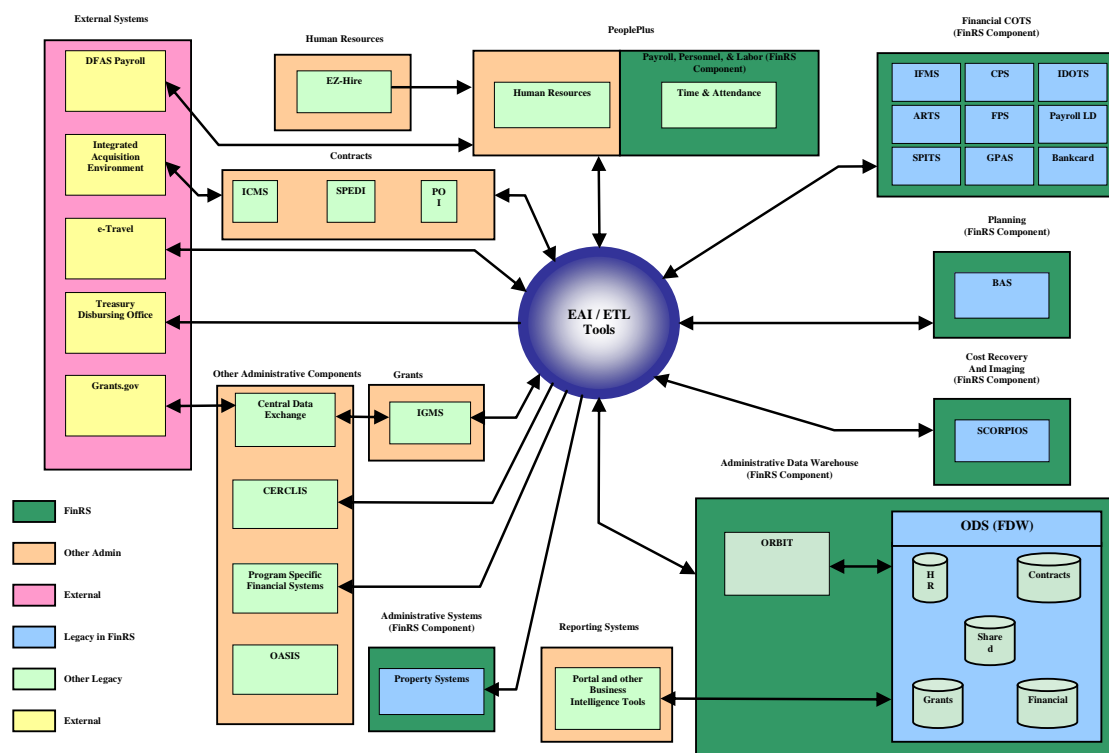 External Systems
DFAS Payroll
Integrated
Acquisition
Environment
e-Travel
Treasury
Disbursing Office
Grants.gov
Human Resources
EZ-Hire
PeoplePlus
Human Resources
Payroll, Personnel, & Labor (FinRS
Component)
Time & Attendance
Financial COTS
(FinRS Component)
IFMS
CPS
IDOTS
ARTS
FPS
Payroll LD
SPITS
GPAS
Bankcard
Contracts
ICMS
SPEDI
PO
I
Planning
(FinRS Component)
BAS
EAI / ETL
Tools
Cost Recovery
And Imaging
(FinRS Component)
SCORPIOS
Other Administrative Components
Central Data
Exchange
CERCLIS
Program Specific
Financial Systems
OASIS
Grants
IGMS
Administrative Data Warehouse
(FinRS Component)
ORBIT
ODS (FDW)
H
R
Contracts
Share
d
Grants
Financial
Administrative Systems
(FinRS Component)
Property Systems
Reporting Systems
Portal and other
Business
Intelligence Tools
FinRS
Other Admin
External
Legacy in FinRS
Other Legacy
External